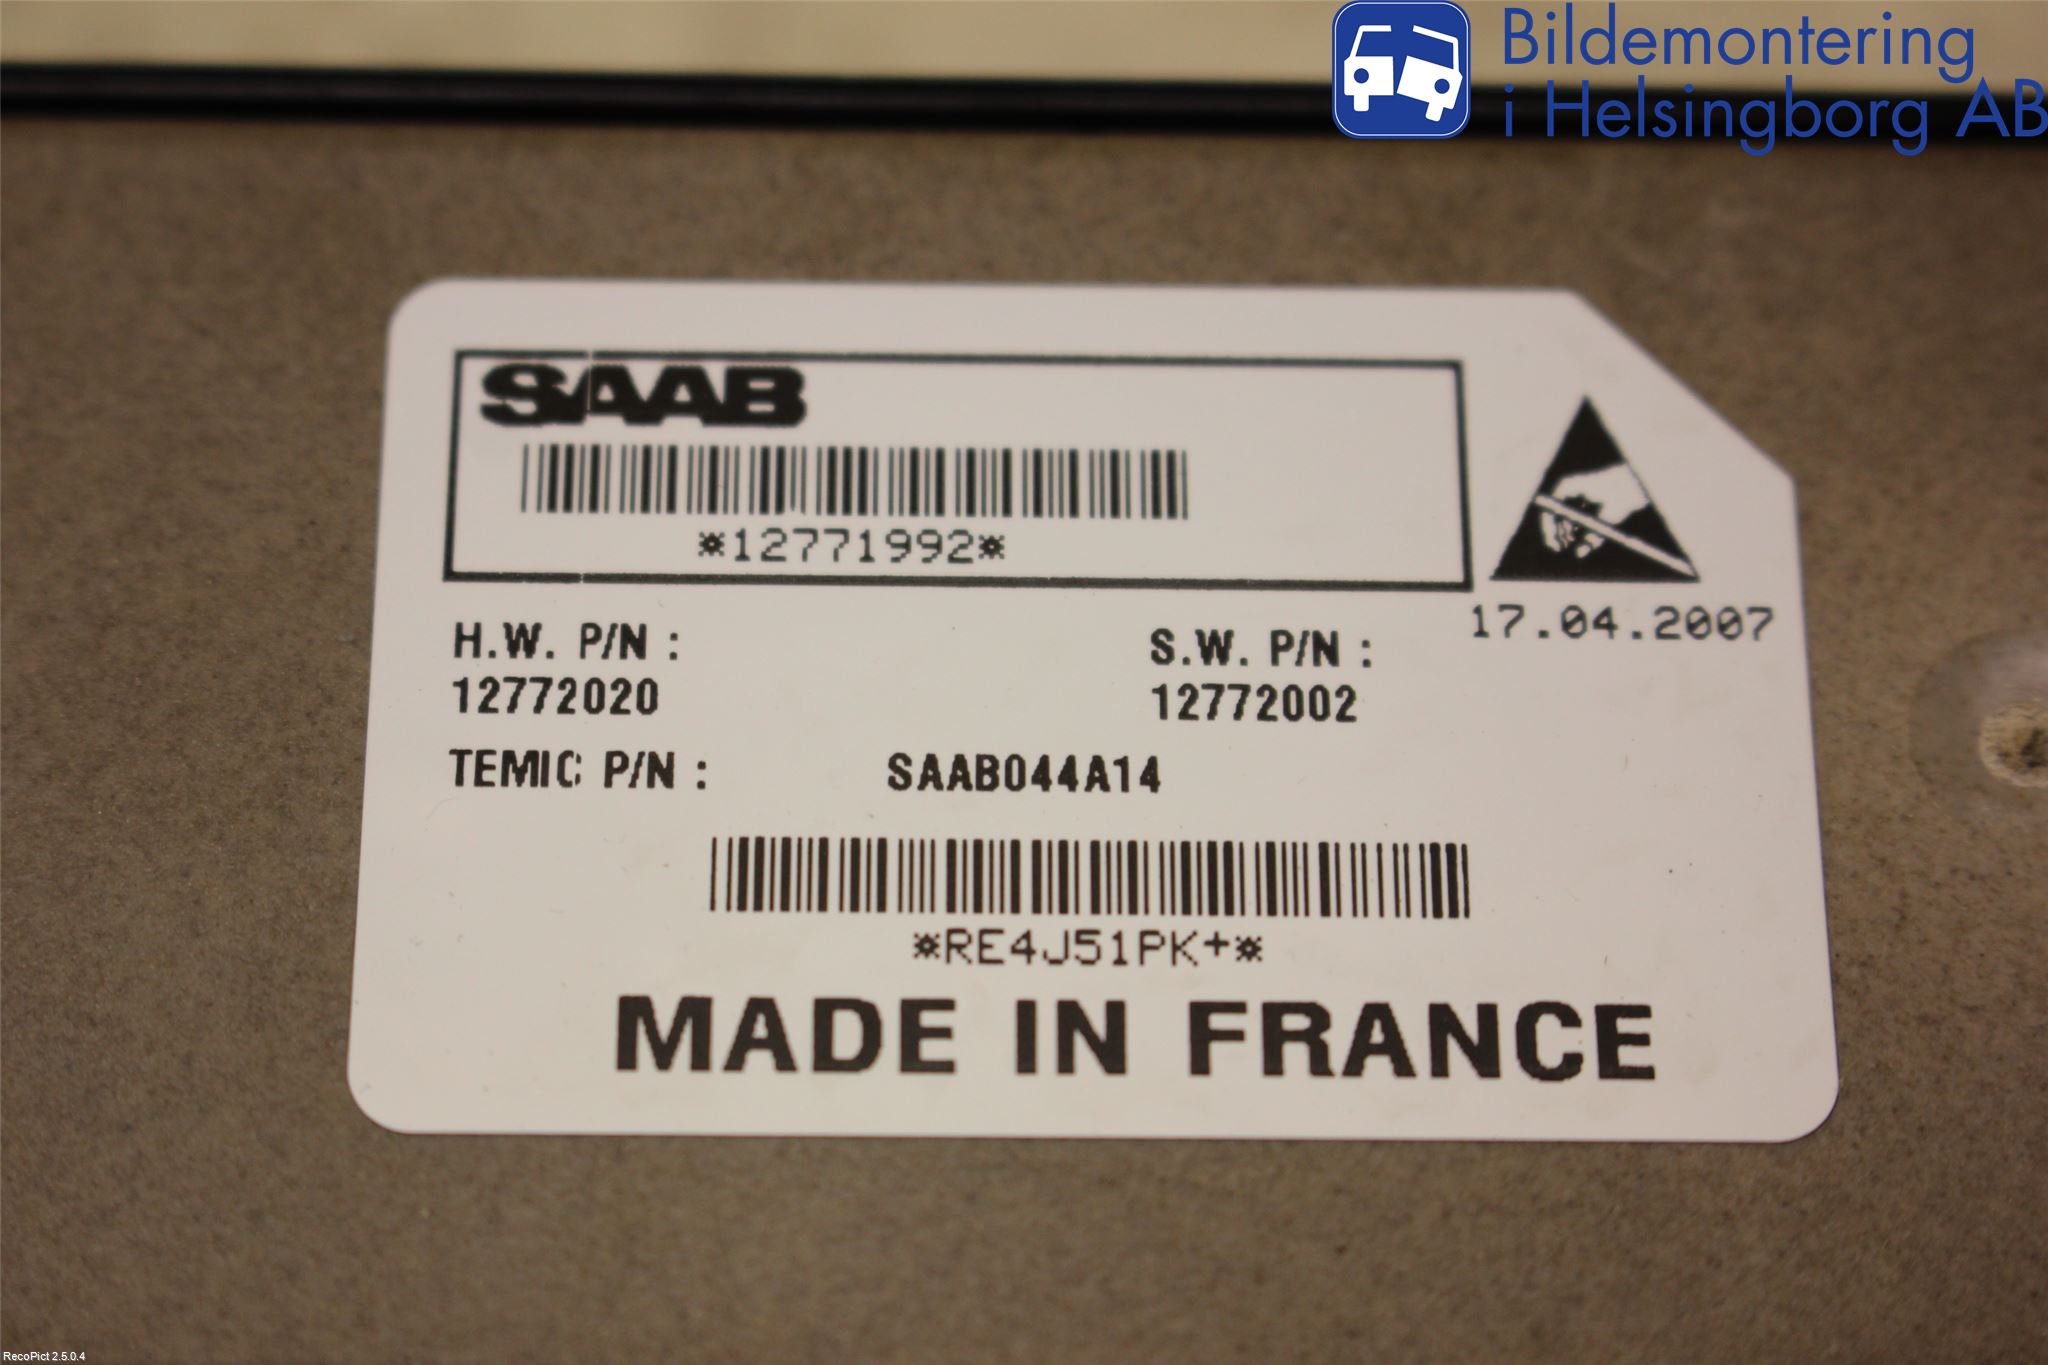 Bildemontering
i Helsingborg AB
SAAB
*12771992*
17.04.2007
H.W. P/N :
12772020
S.W. P/N :
12772002
TEMIC P/N : SAAB044A14
*RE4J51PK+*
MADE IN FRANCE
RecoPict 2.5.0.4